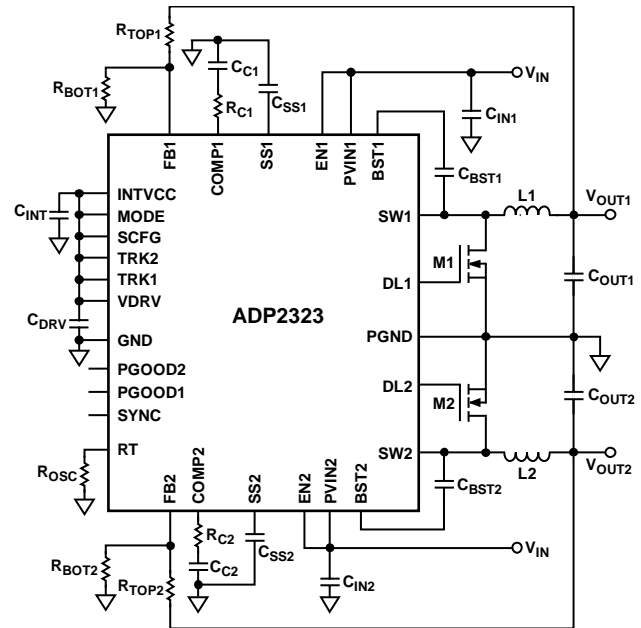 RTOP1
RBOT1
CC1
RC1
CSS1
VIN
CIN1
FB1
COMP1
SS1
EN1
PVIN1
BST1
CBST1
L1
VOUT1
CINT
INTVCC
MODE
SCFG
TRK2
TRK1
VDRV
CDRV
GND
PGOOD2
PGOOD1
SYNC
RT
ROSC
ADP2323
SW1
M1
DL1
COUT1
PGND
DL2
M2
COUT2
SW2
L2
VOUT2
FB2
COMP2
SS2
EN2
PVIN2
BST2
CBST2
RC2
CC2
CSS2
VIN
CIN2
RBOT2
RTOP2